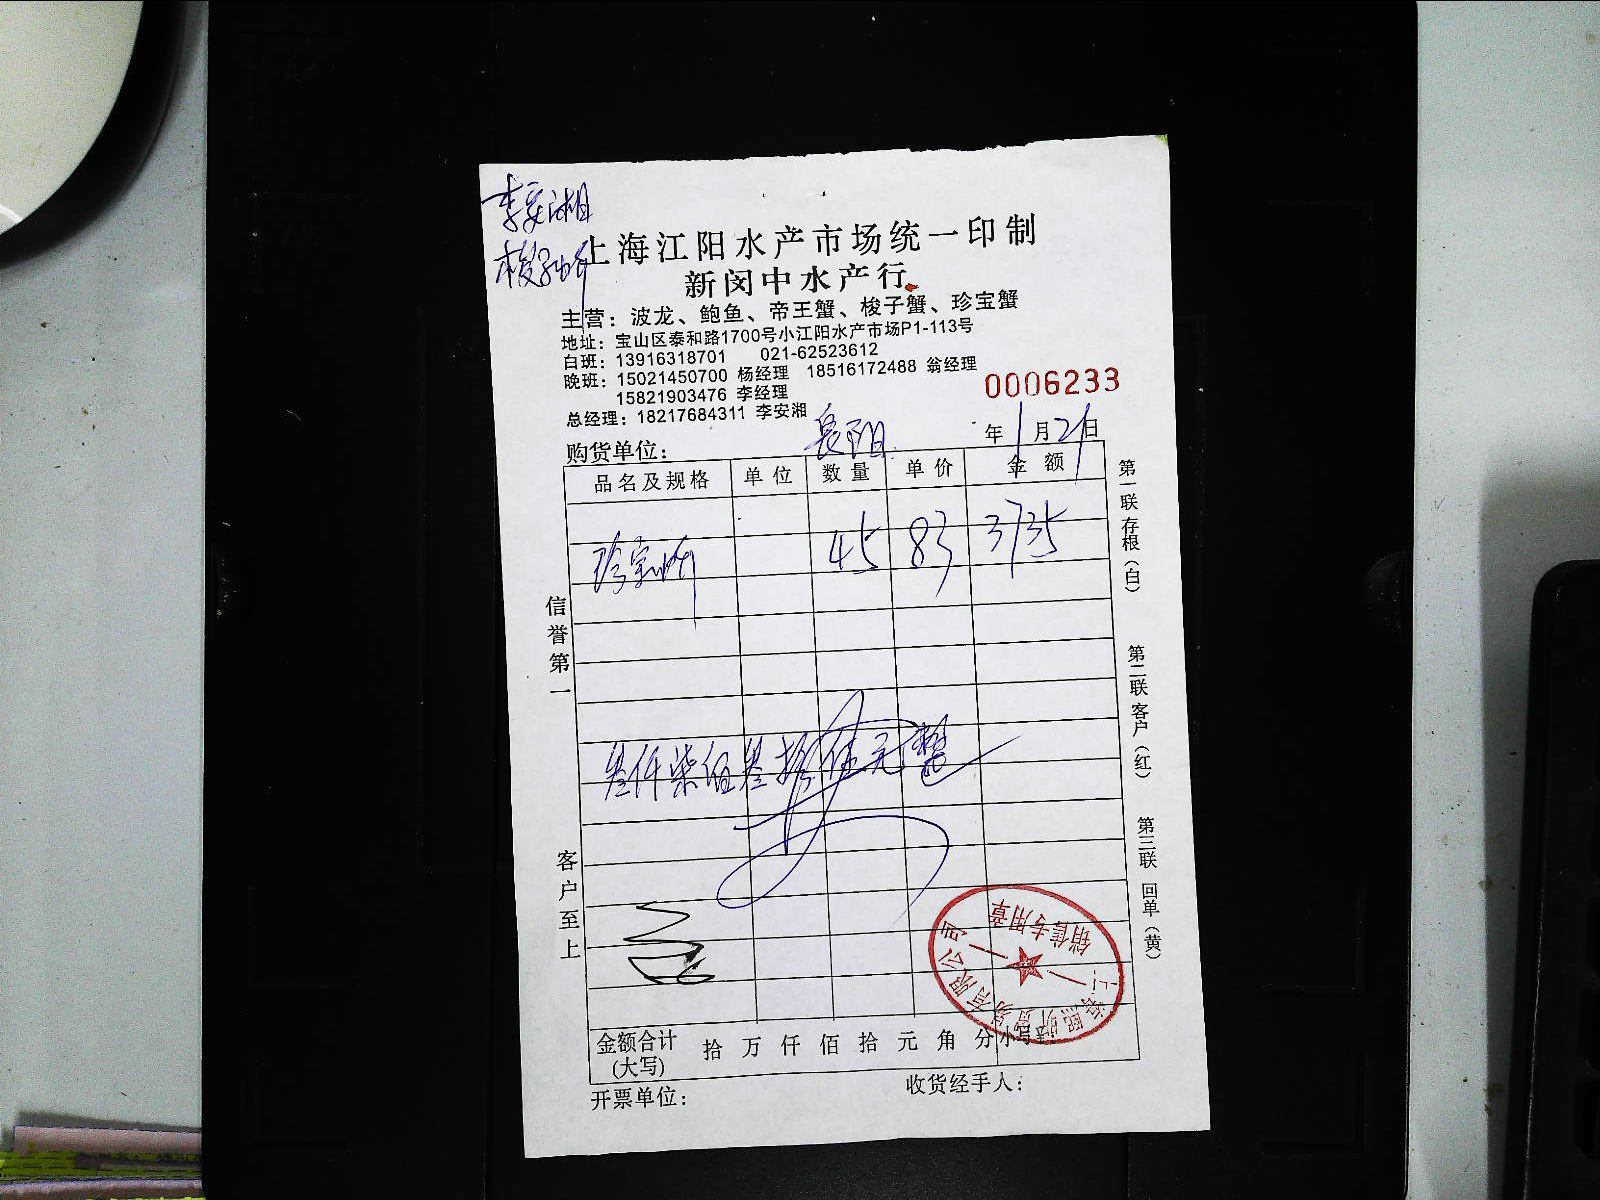 李安湘
梭子蟹
上海江阳水产市场统一印制
新闵中水产行
主营：波龙、鲍鱼、帝王蟹、梭子蟹、珍宝蟹
地址：宝山区泰和路1700号小江阳水产市场P1-113号
白班：13916318701 021-62523612
晚班：15021450700 杨经理 18516172488 翁经理
15821903476 李经理
0006233
总经理：18217684311 李安湘
购货单位： 年1月21日
品名及规格 单位 数量 单价 金额
珍宝蟹 45 83 3735
叁仟柒佰叁拾伍元整
金额合计(大写) 拾 万 仟 佰 拾 元 角 分 小写¥
开票单位： 收货经手人：
信誉第一
客户至上
第一联 存根（白）
第二联 客户（红）
第三联 回单（黄）
销售专用章